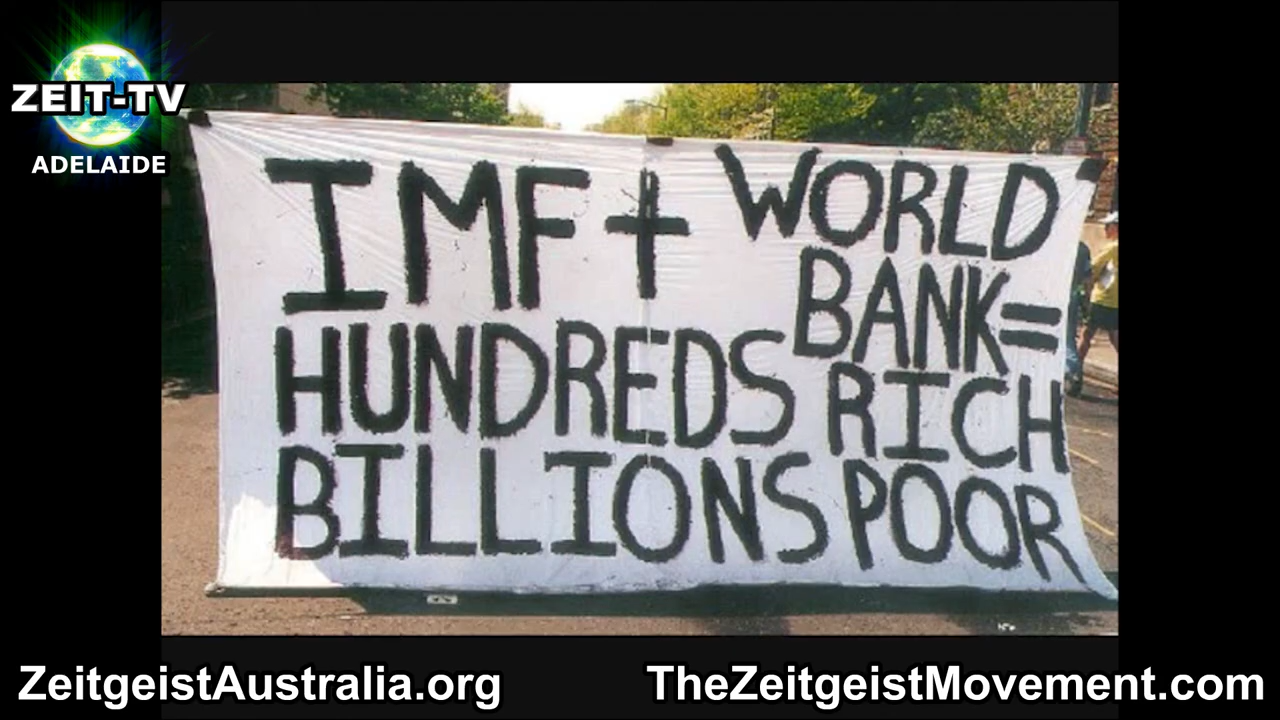 ZEIT-TV
ADELAIDE
IMF + WORLD
BANK=
HUNDREDS RICH
BILLIONS POOR
ZeitgeistAustralia.org
TheZeitgeistMovement.com